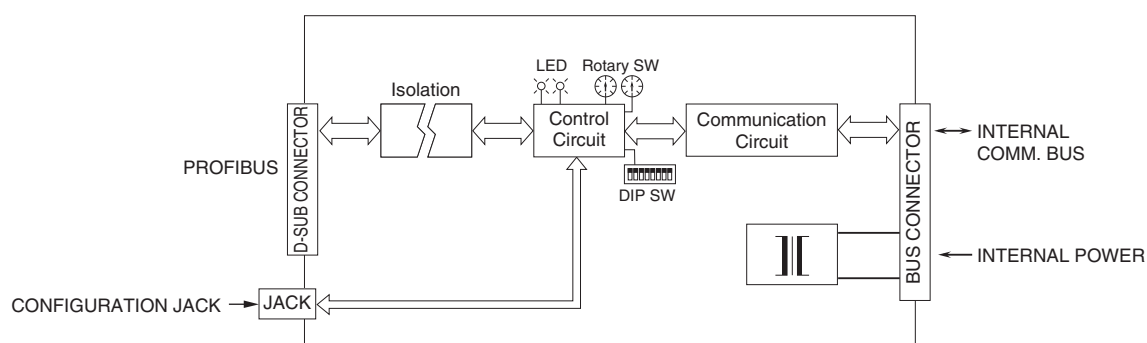 LED
Rotary SW
Isolation
Control
Circuit
Communication
Circuit
DIP SW
PROFIBUS
D-SUB CONNECTOR
BUS CONNECTOR
INTERNAL
COMM. BUS
INTERNAL POWER
CONFIGURATION JACK
JACK